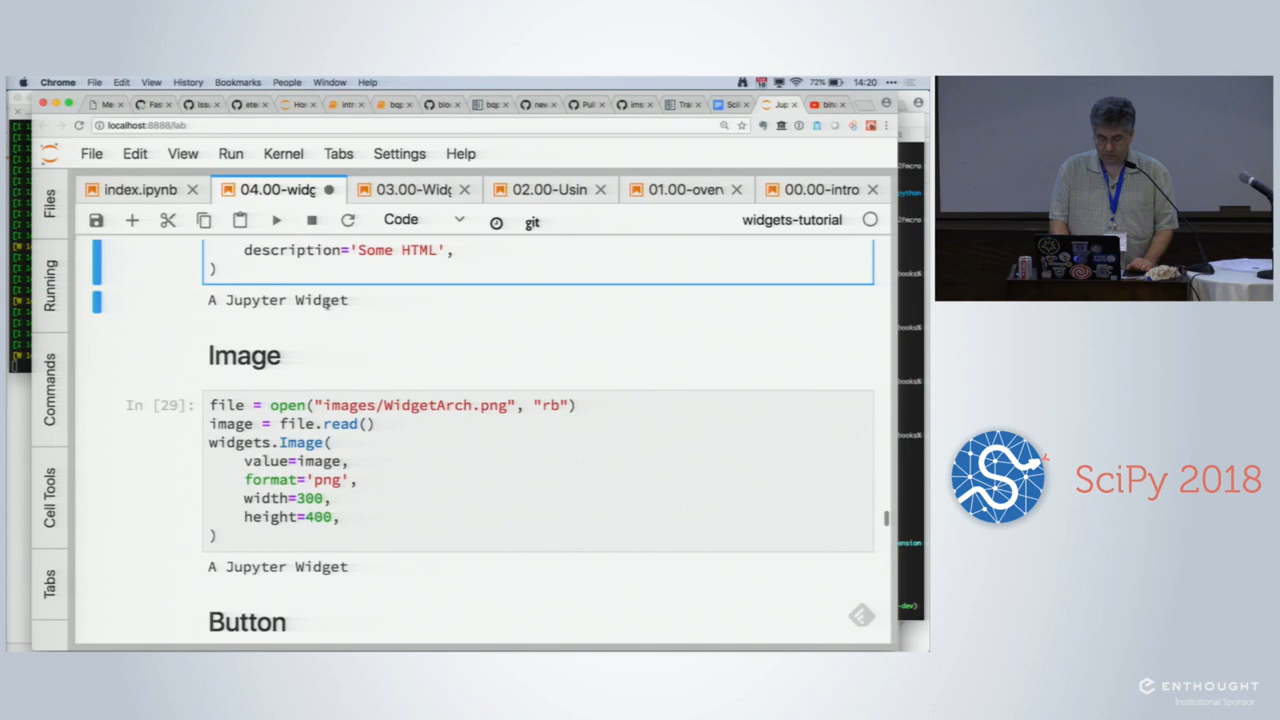 Chrome File Edit View History Bookmarks People Window Help 72% 14:20
localhost:8888/lab
File Edit View Run Kernel Tabs Settings Help
index.ipynb 04.00-widg 03.00-Widg 02.00-Usin 01.00-overv 00.00-intro
Code git widgets-tutorial
Files
Running
Commands
Cell Tools
Tabs
description='Some HTML',
)
A Jupyter Widget
Image
In [29]:
file = open("images/WidgetArch.png", "rb")
image = file.read()
widgets.Image(
value=image,
format='png',
width=300,
height=400,
)
A Jupyter Widget
Button
SciPy 2018
ENTHOUGHT
Institutional Sponsor